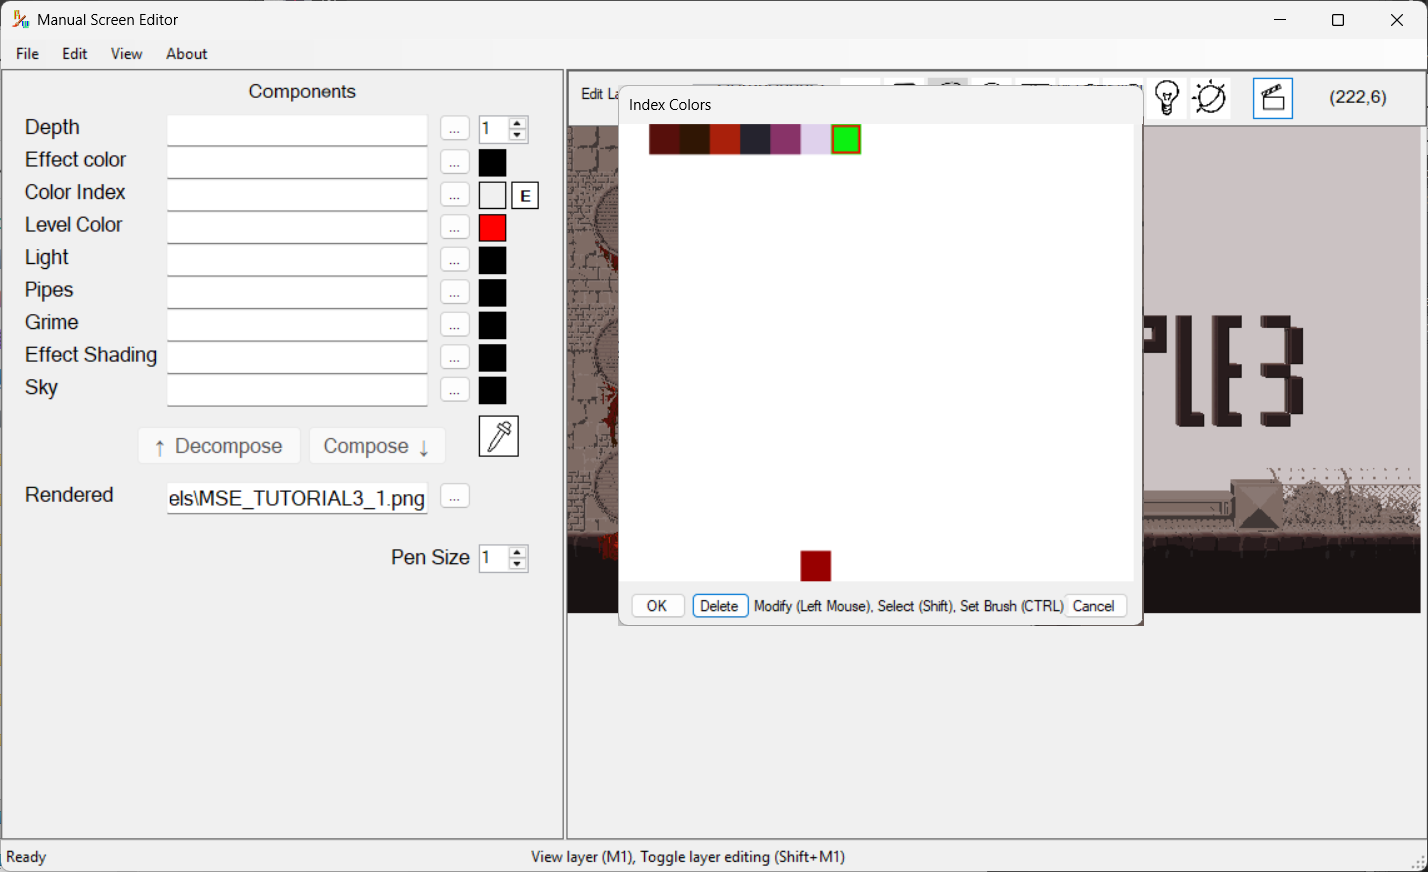 Manual Screen Editor
File Edit View About
Components
Depth ... 1
Effect color ...
Color Index ... E
Level Color ...
Light ...
Pipes ...
Grime ...
Effect Shading ...
Sky ...
↑ Decompose Compose ↓
Rendered els\MSE_TUTORIAL3_1.png ...
Pen Size 1
Edit (222,6)
Index Colors
PLE3
OK Delete Modify (Left Mouse), Select (Shift), Set Brush (CTRL) Cancel
Ready View layer (M1), Toggle layer editing (Shift+M1)